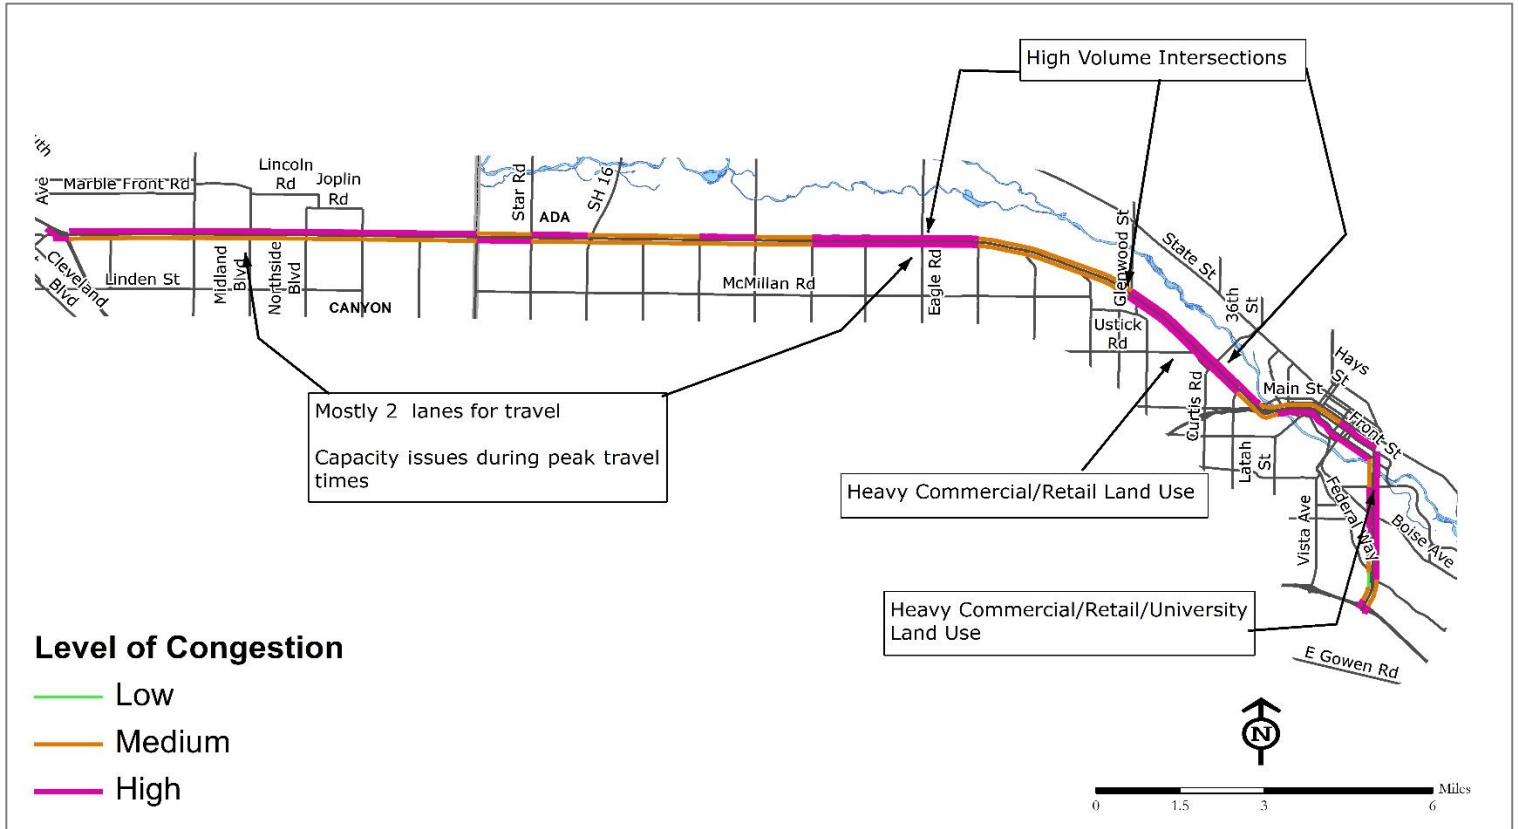 High Volume Intersections
uth
Ave
Marble Front Rd
Lincoln
Rd
Joplin
Rd
Star Rd
ADA
SH 16
Glenwood St
State St
Cleveland
Blvd
Linden St
Midland
Blvd
Northside
Blvd
CANYON
McMillan Rd
Eagle Rd
36th
St
Ustick
Rd
Hays
St
Main St
Curtis Rd
Front St
Mostly 2 lanes for travel
Capacity issues during peak travel
times
Latah
St
Heavy Commercial/Retail Land Use
Vista Ave
Federal Way
Boise Ave
Heavy Commercial/Retail/University
Land Use
E Gowen Rd
Level of Congestion
Low
Medium
High
N
Miles
0 1.5 3 6